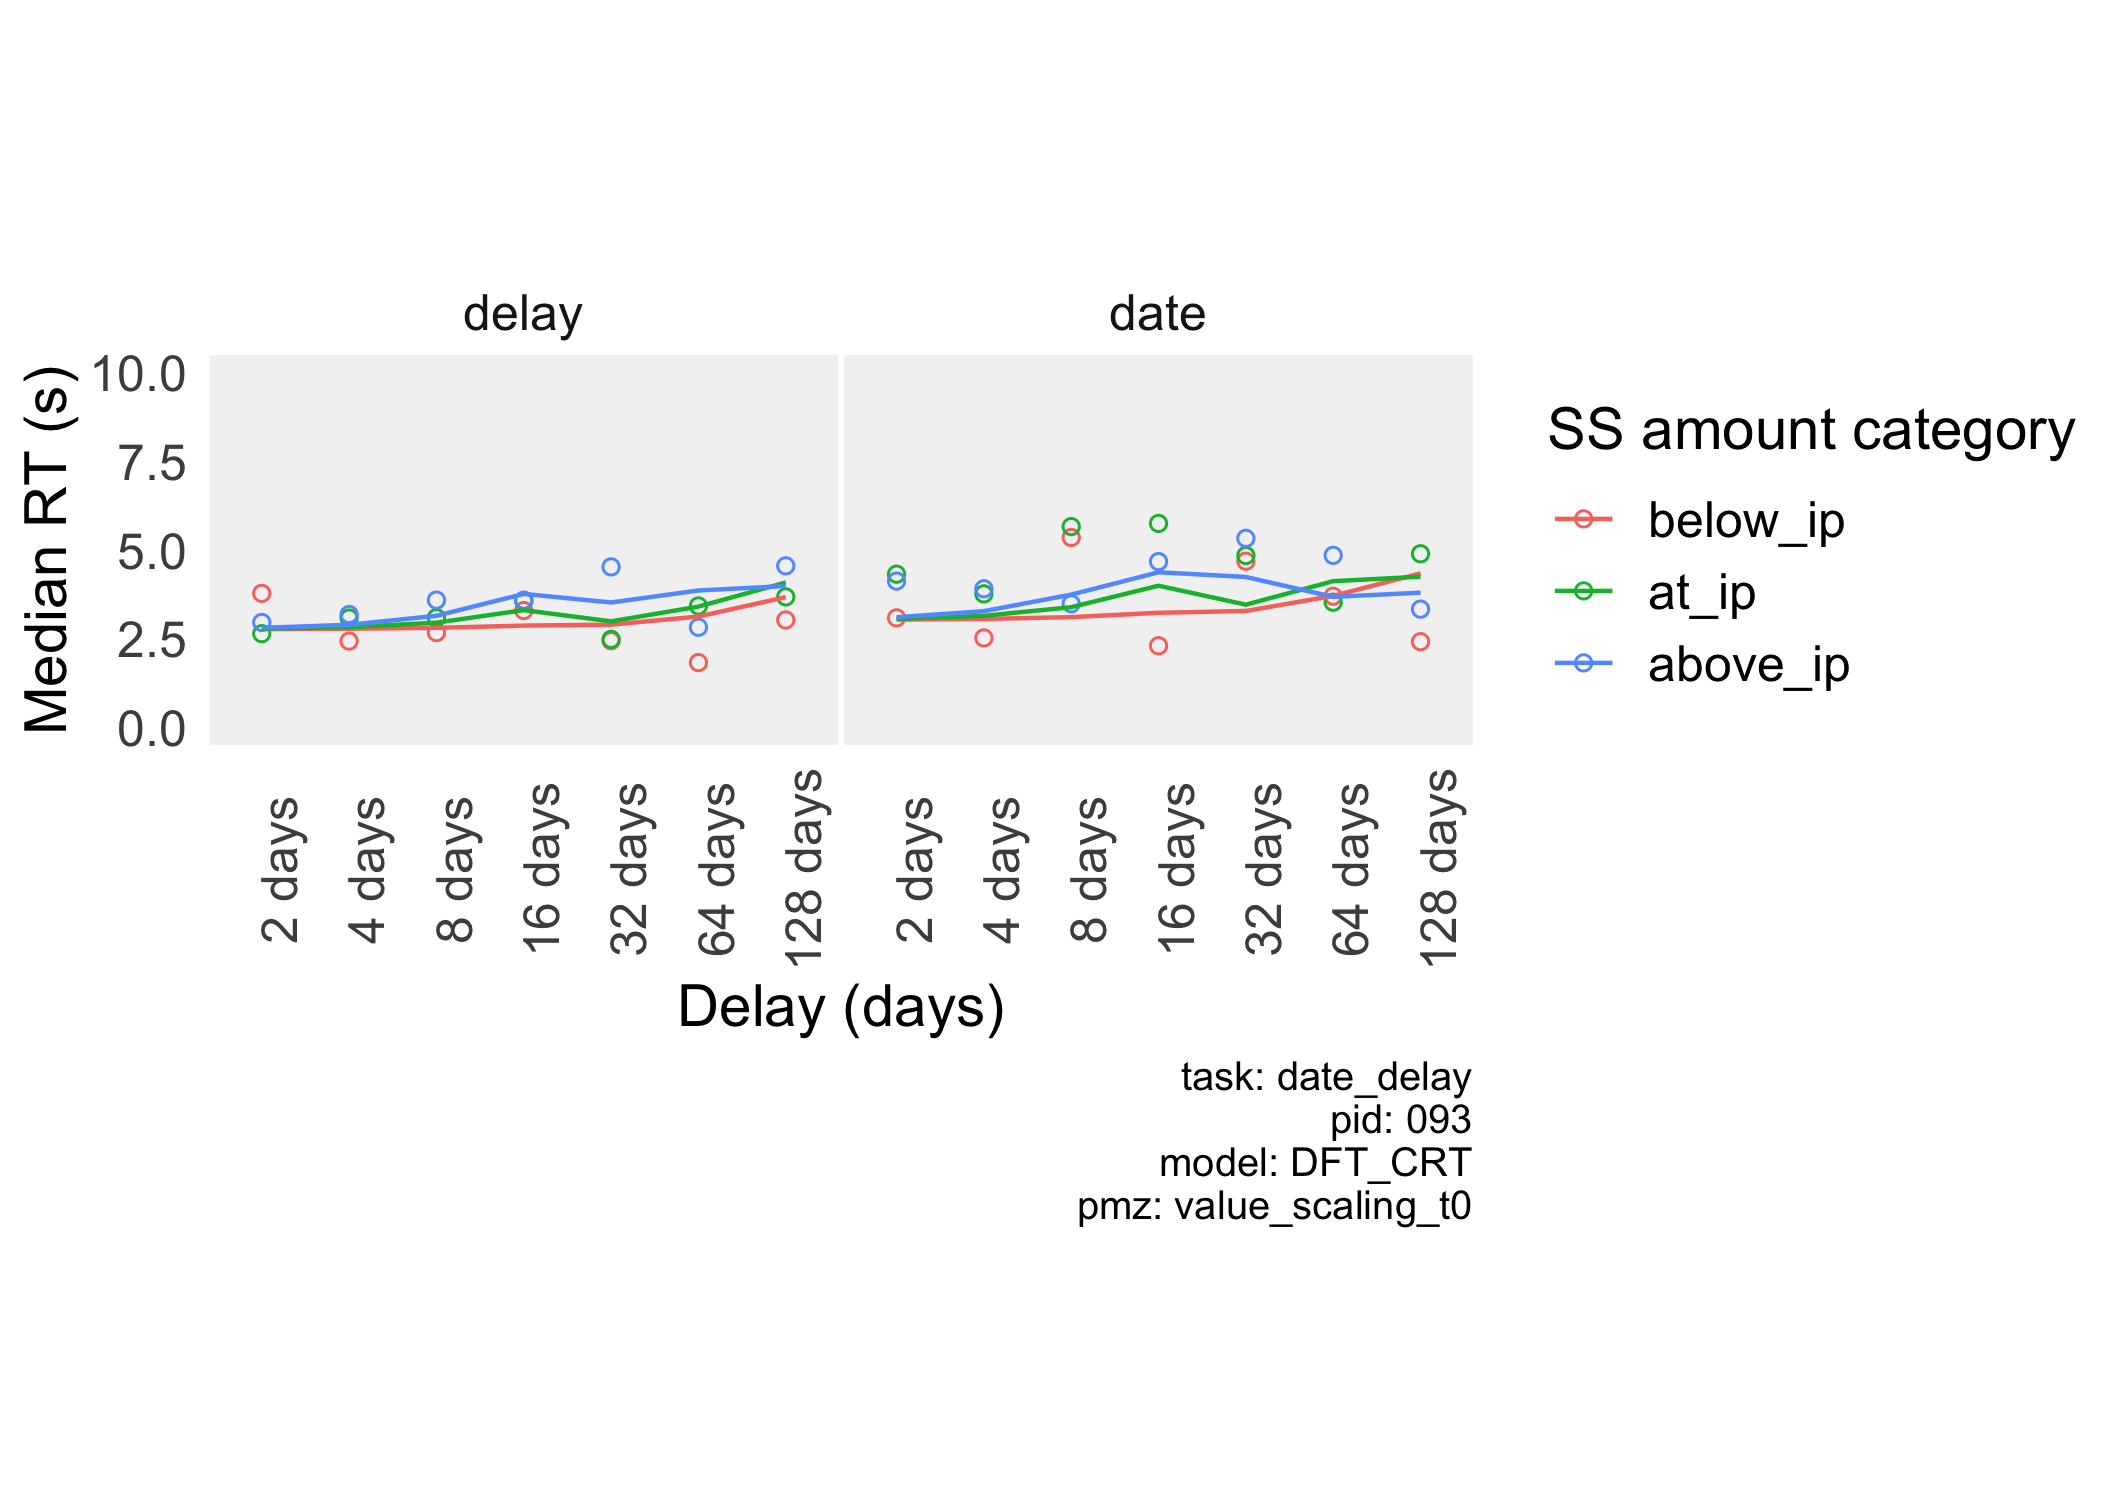 delay
date
Median RT (s)
10.0
7.5
5.0
2.5
0.0
2 days
4 days
8 days
16 days
32 days
64 days
128 days
2 days
4 days
8 days
16 days
32 days
64 days
128 days
Delay (days)
SS amount category
below_ip
at_ip
above_ip
task: date_delay
pid: 093
model: DFT_CRT
pmz: value_scaling_t0